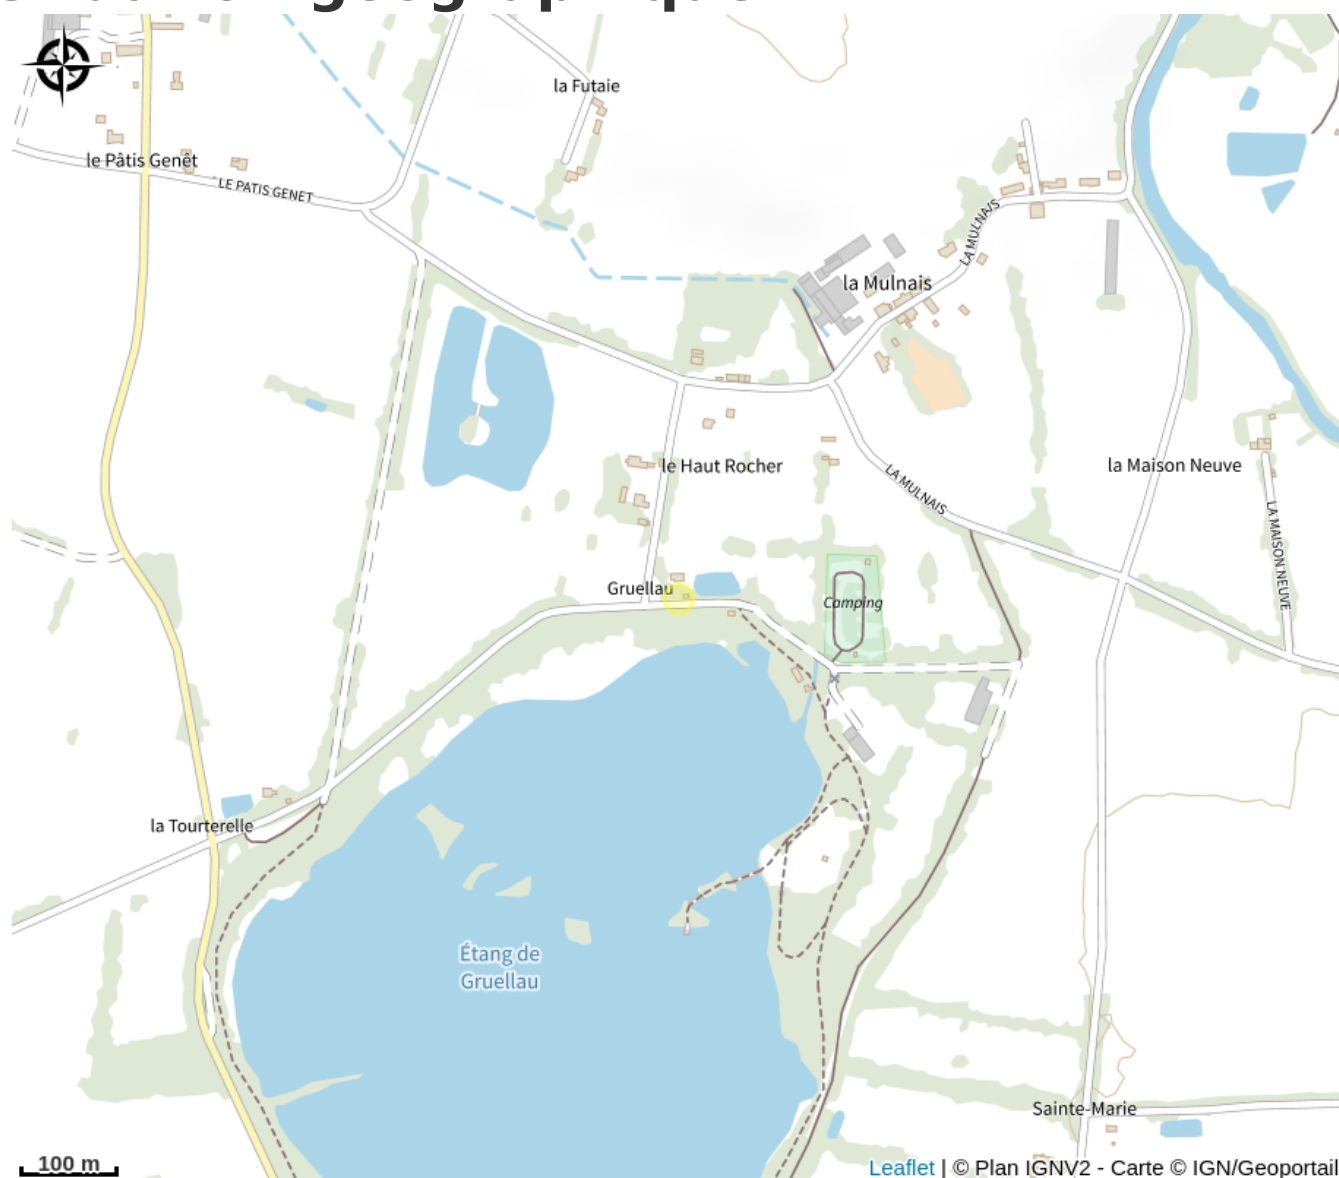 la Futaie
le Pâtis Genêt
LE PATIS GENET
LA MULNAIS
la Mulnais
le Haut Rocher
LA MULNAIS
la Maison Neuve
LA MAISON NEUVE
Gruellau
Camping
la Tourterelle
Étang de
Gruellau
Sainte-Marie
100 m
Leaflet | © Plan IGNV2 - Carte © IGN/Geoportail